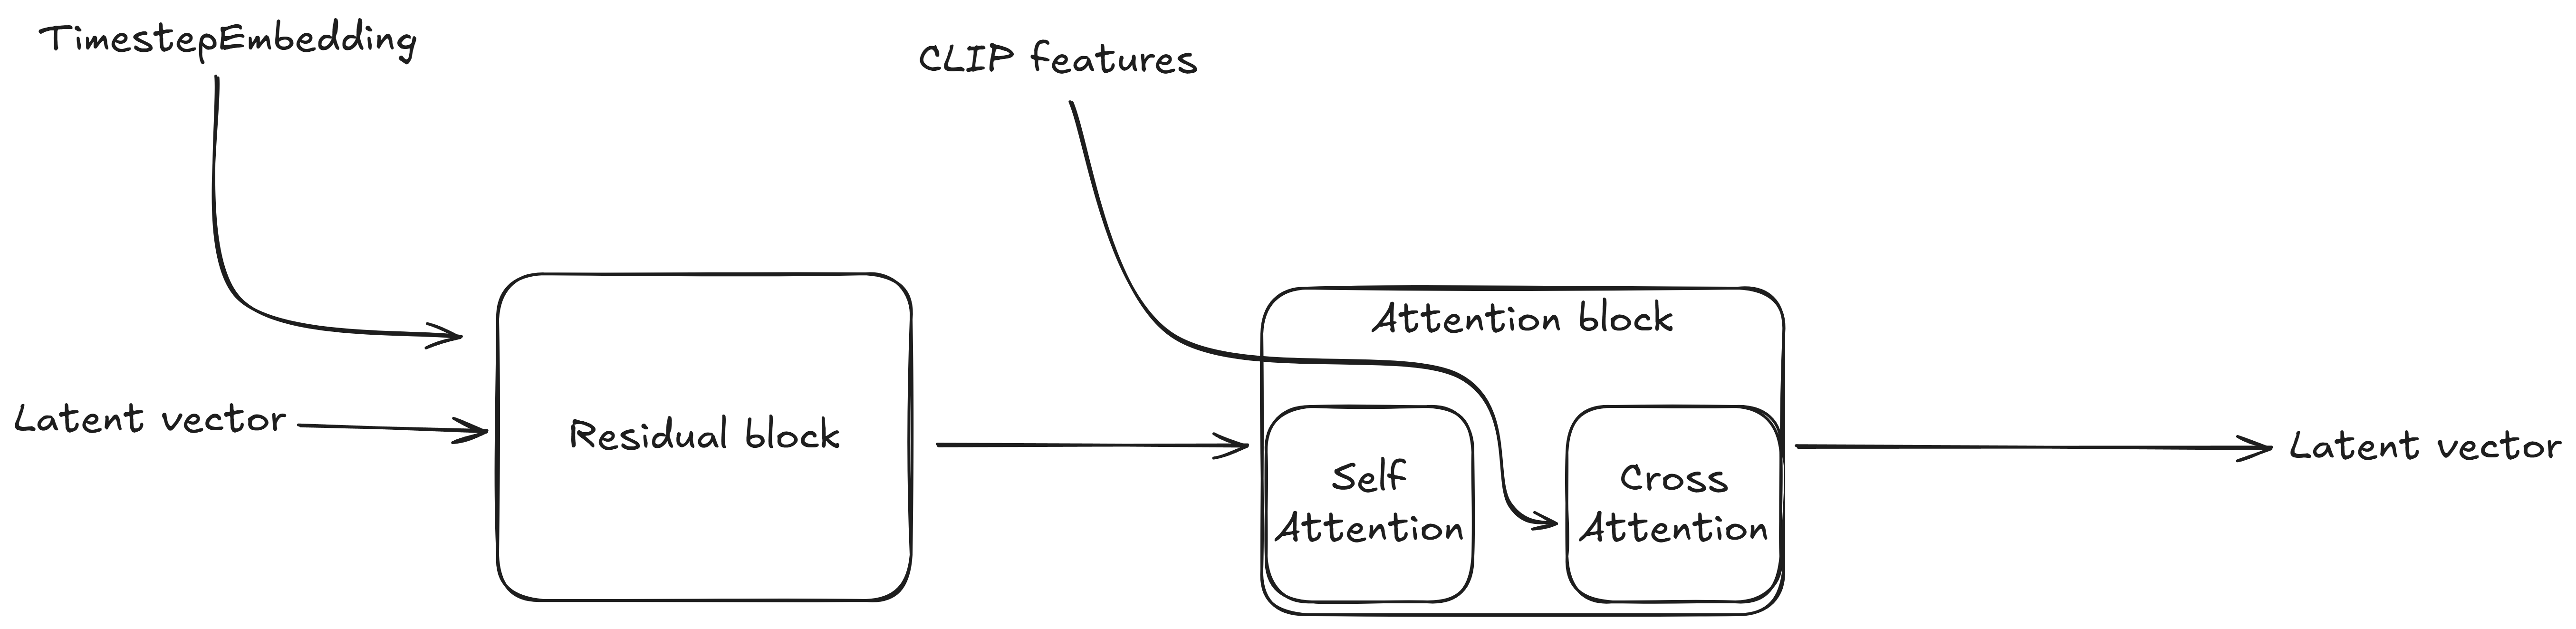 TimestepEmbedding
CLIP features
Attention block
Latent vector
Residual block
Self
Attention
Cross
Attention
Latent vector